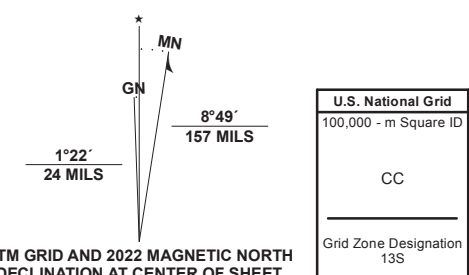 ★
MN
GN
8°49´
157 MILS
1°22´
24 MILS
TM GRID AND 2022 MAGNETIC NORTH
DECLINATION AT CENTER OF SHEET
U.S. National Grid
100,000 - m Square ID
CC
Grid Zone Designation
13S